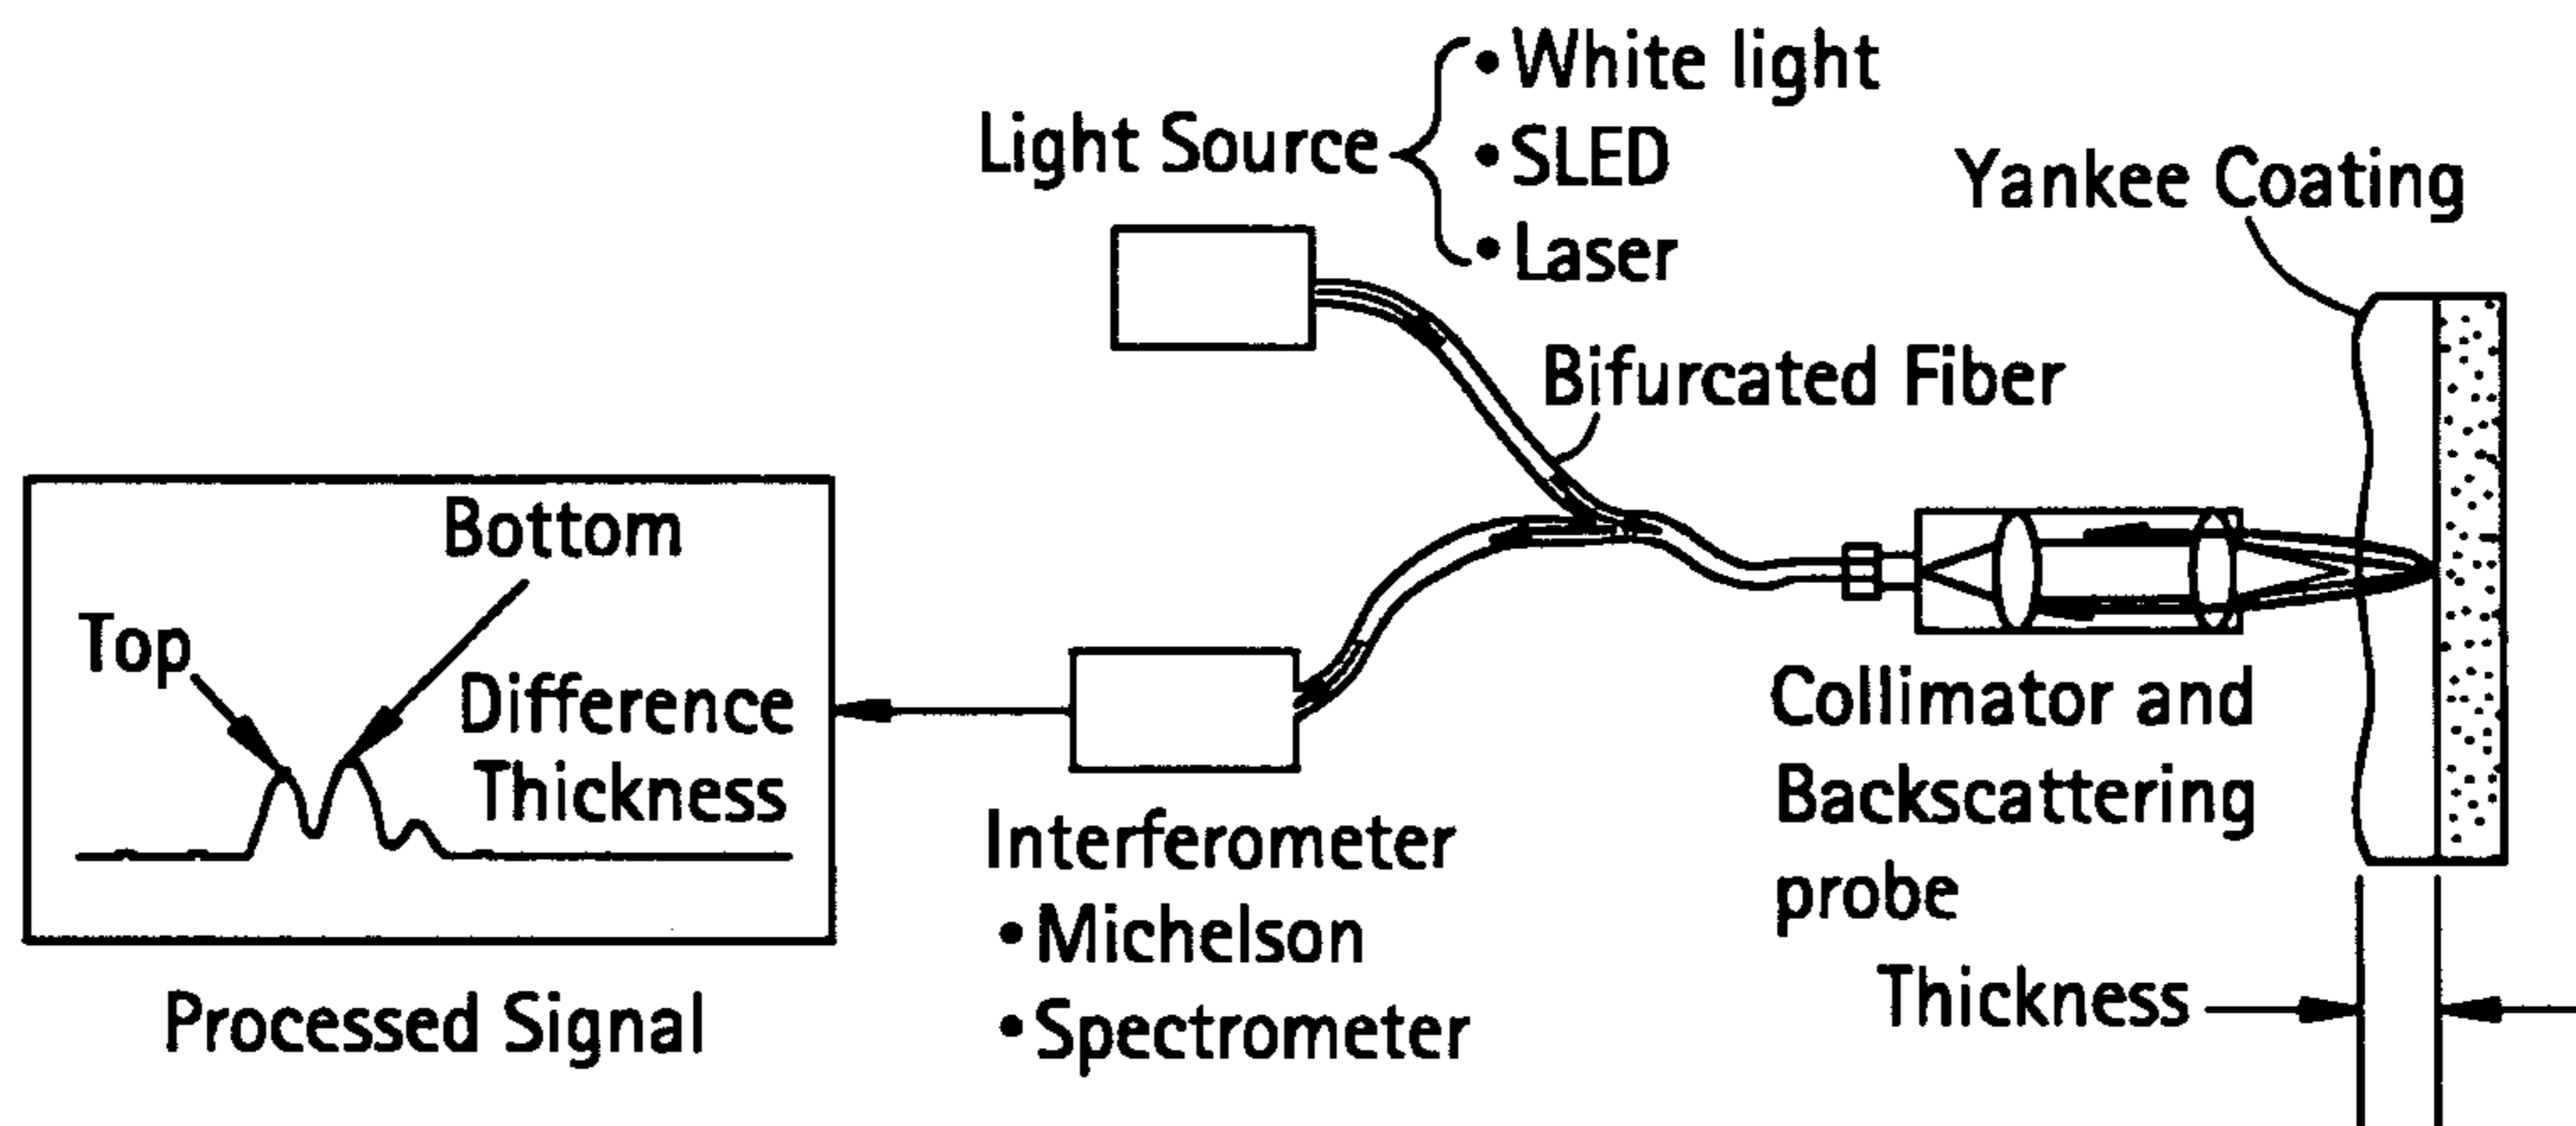 • White light
Light Source
• SLED
• Laser
Yankee Coating
Bifurcated Fiber
Bottom
Top
Difference
Thickness
Processed Signal
Interferometer
• Michelson
• Spectrometer
Collimator and
Backscattering
probe
Thickness